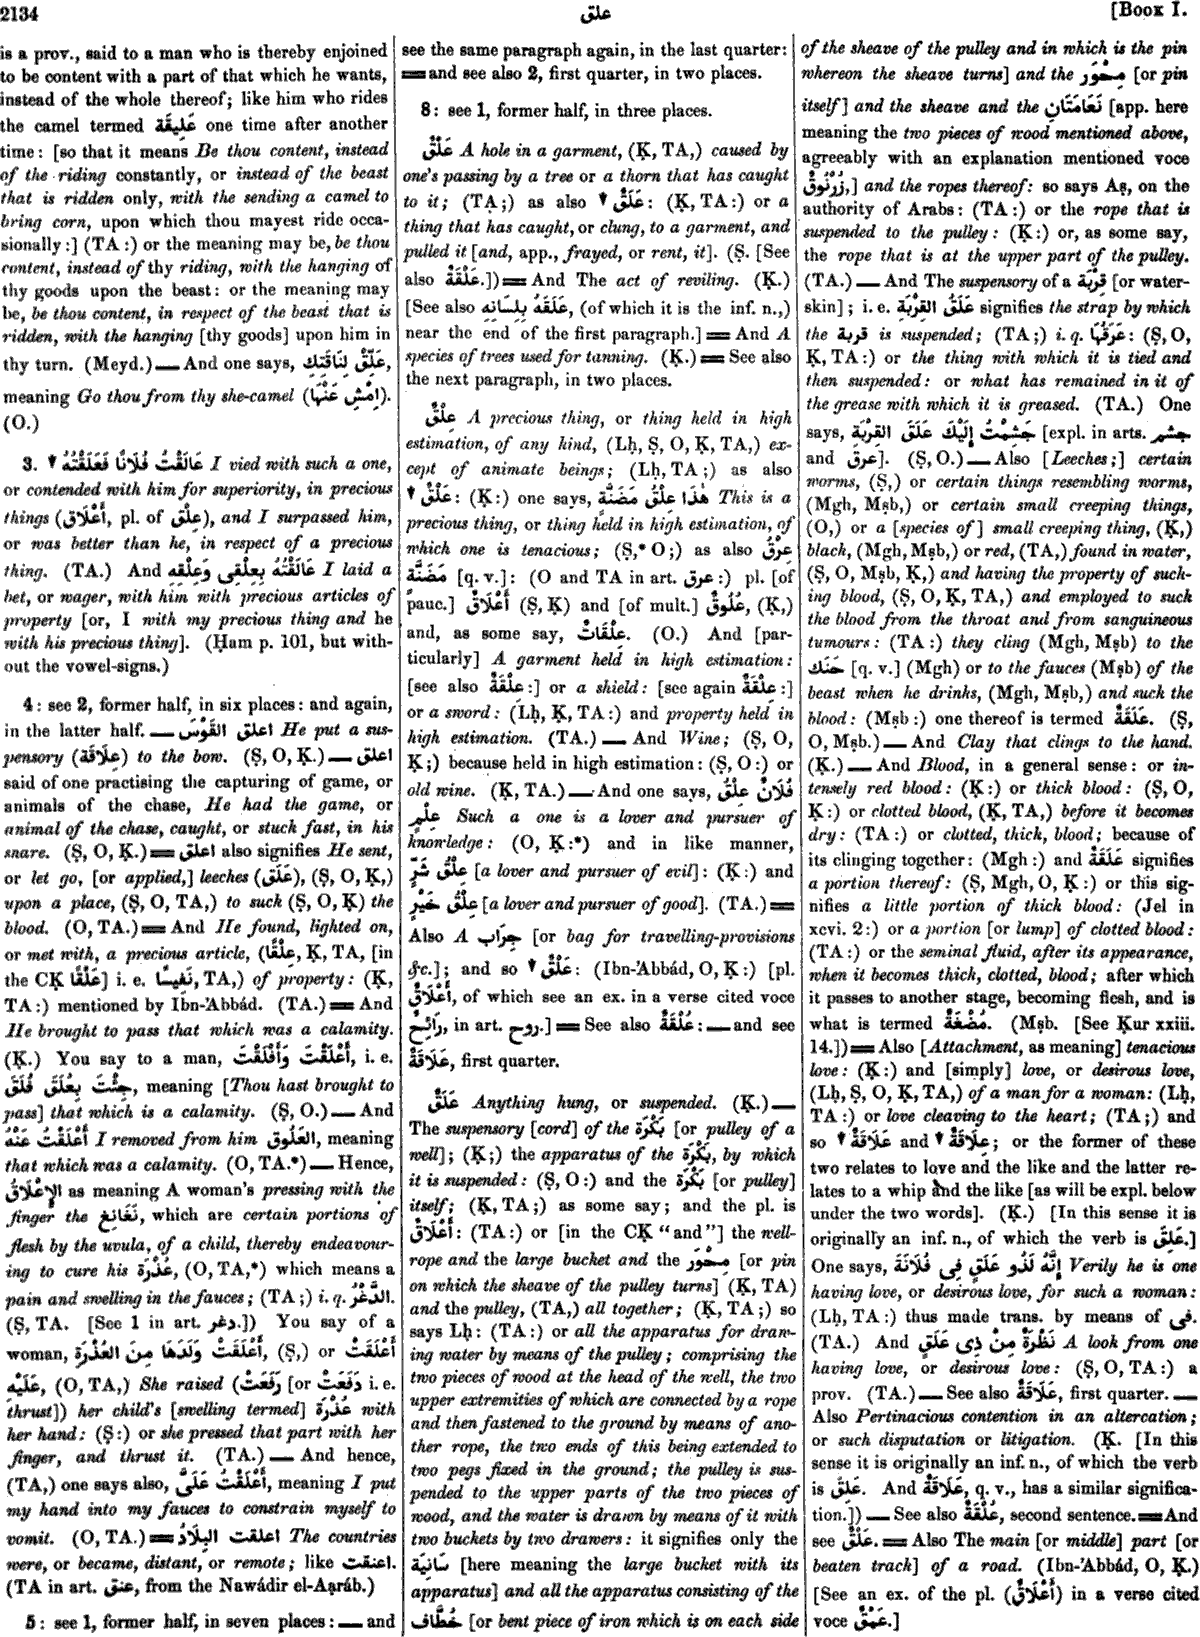 2134
علق
[Book I.
is a prov., said to a man who is thereby enjoined
to be content with a part of that which he wants,
instead of the whole thereof; like him who rides
the camel termed عَلِيقَة one time after another
time: [so that it means Be thou content, instead
of the riding constantly, or instead of the beast
that is ridden only, with the sending a camel to
bring corn, upon which thou mayest ride occa-
sionally:] (TA:) or the meaning may be, be thou
content, instead of thy riding, with the hanging of
thy goods upon the beast: or the meaning may
be, be thou content, in respect of the beast that is
ridden, with the hanging [thy goods] upon him in
thy turn. (Meyd.) — And one says, عَلِّقْ لِنَاقَتِكَ,
meaning Go thou from thy she-camel (اِمْشِ عَنْهَا).
(O.)
3. عَالَقْتُ فُلَانًا فَعَلَقْتُهُ ▼ I vied with such a one,
or contended with him for superiority, in precious
things (أَعْلَاق, pl. of عِلْق), and I surpassed him,
or was better than he, in respect of a precious
thing. (TA.) And عَالَقْتُهُ بِعِلْقِى وَعِلْقِهِ I laid a
bet, or wager, with him with precious articles of
property [or, I with my precious thing and he
with his precious thing]. (Ḥam p. 101, but with-
out the vowel-signs.)
4: see 2, former half, in six places: and again,
in the latter half. — اعلق القَوْسَ He put a sus-
pensory (عِلَاقَة) to the bow. (Ṣ, O, Ḳ.) — اعلق
said of one practising the capturing of game, or
animals of the chase, He had the game, or
animal of the chase, caught, or stuck fast, in his
snare. (Ṣ, O, Ḳ.) = اعلق also signifies He sent,
or let go, [or applied,] leeches (عَلَق), (Ṣ, O, Ḳ,)
upon a place, (Ṣ, O, TA,) to suck (Ṣ, O, Ḳ) the
blood. (O, TA.) = And He found, lighted on,
or met with, a precious article, (عِلْقًا, Ḳ, TA, [in
the CḲ عَلْقًا] i. e. نَفِيسًا, TA,) of property: (Ḳ,
TA:) mentioned by Ibn-'Abbád. (TA.) = And
He brought to pass that which was a calamity.
(Ḳ.) You say to a man, أَعْلَقْتَ وَأَفْلَقْتَ, i. e.
جِئْتَ بِعُلَقَ فُلَقَ, meaning [Thou hast brought to
pass] that which is a calamity. (Ṣ, O.) — And
أَعْلَقْتُ عَنْهُ العَلُوق I removed from him, meaning
that which was a calamity. (O, TA.*) — Hence,
الإِعْلَاقُ as meaning A woman's pressing with the
finger the نَغَانِغ, which are certain portions of
flesh by the uvula, of a child, thereby endeavour-
ing to cure his عُذْرَة, (O, TA,*) which means a
pain and swelling in the fauces; (TA;) i. q. الدَّغْرُ.
(Ṣ, TA. [See 1 in art. دغر.]) You say of a
woman, أَعْلَقَتْ وَلَدَهَا مِنَ العُذْرَة, (Ṣ,) or أَعْلَقَتْ
عَلَيْهِ, (O, TA,) She raised (رَفَعَتْ [or دَفَعَتْ i. e.
thrust]) her child's [swelling termed] عُذْرَة with
her hand: (Ṣ:) or she pressed that part with her
finger, and thrust it. (TA.) — And hence,
(TA,) one says also, أَعْلَقْتُ عَلَىَّ, meaning I put
my hand into my fauces to constrain myself to
vomit. (O, TA.) = اعلقت البِلَادُ The countries
were, or became, distant, or remote; like اعنقت.
(TA in art. عنق, from the Nawádir el-Aạráb.)
5: see 1, former half, in seven places: — and
see the same paragraph again, in the last quarter:
= and see also 2, first quarter, in two places.
8: see 1, former half, in three places.
عَلْقٌ A hole in a garment, (Ḳ, TA,) caused by
one's passing by a tree or a thorn that has caught
to it; (TA;) as also ▼ عَلَقٌ: (Ḳ, TA:) or a
thing that has caught, or clung, to a garment, and
pulled it [and, app., frayed, or rent, it]. (Ṣ. [See
also عَلْقَةٌ.]) = And The act of reviling. (Ḳ.)
[See also عَلَقَهُ بِلِسَانِهِ, (of which it is the inf. n.,)
near the end of the first paragraph.] = And A
species of trees used for tanning. (Ḳ.) = See also
the next paragraph, in two places.
عِلْقٌ A precious thing, or thing held in high
estimation, of any kind, (Lḥ, Ṣ, O, Ḳ, TA,) ex-
cept of animate beings; (Lḥ, TA;) as also
▼ عَلْقٌ: (Ḳ:) one says, هٰذَا عِلْقُ مَضَنَّةٍ This is a
precious thing, or thing held in high estimation, of
which one is tenacious; (Ṣ,* O;) as also عِرْقُ
مَضَنَّةٍ [q. v.]: (O and TA in art. عرق:) pl. [of
pauc.] أَعْلَاقٌ (Ṣ, Ḳ) and [of mult.] عُلُوقٌ, (Ḳ,)
and, as some say, عِلْقَاتٌ. (O.) And [par-
ticularly] A garment held in high estimation:
[see also عِلْقَةٌ:] or a shield: [see again عِلْقَةٌ:]
or a sword: (Lḥ, Ḳ, TA:) and property held in
high estimation. (TA.) — And Wine; (Ṣ, O,
Ḳ;) because held in high estimation: (Ṣ, O:) or
old wine. (Ḳ, TA.) — And one says, فُلَانٌ عِلْقُ
عِلْمٍ Such a one is a lover and pursuer of
knowledge: (O, Ḳ:*) and in like manner,
عِلْقُ شَرٍّ [a lover and pursuer of evil]: (Ḳ:) and
عِلْقُ خَيْرٍ [a lover and pursuer of good]. (TA.) =
Also A جِرَاب [or bag for travelling-provisions
&c.]; and so ▼ عَلْقٌ: (Ibn-'Abbád, O, Ḳ:) [pl.
أَعْلَاقٌ, of which see an ex. in a verse cited voce
رَائِحٌ, in art. روح.] = See also عُلْقَةٌ: — and see
عَلَاقَةٌ, first quarter.
عَلَقٌ Anything hung, or suspended. (Ḳ.) —
The suspensory [cord] of the بَكْرَة [or pulley of a
well]; (Ḳ;) the apparatus of the بَكْرَة, by which
it is suspended: (Ṣ, O:) and the بَكْرَة [or pulley]
itself; (Ḳ, TA;) as some say; and the pl. is
أَعْلَاقٌ: (TA:) or [in the CḲ "and"] the well-
rope and the large bucket and the مِحْوَر [or pin
on which the sheave of the pulley turns] (Ḳ, TA)
and the pulley, (TA,) all together; (Ḳ, TA;) so
says Lḥ: (TA:) or all the apparatus for draw-
ing water by means of the pulley; comprising the
two pieces of wood at the head of the well, the two
upper extremities of which are connected by a rope
and then fastened to the ground by means of ano-
ther rope, the two ends of this being extended to
two pegs fixed in the ground; the pulley is sus-
pended to the upper parts of the two pieces of
wood, and the water is drawn by means of it with
two buckets by two drawers: it signifies only the
سَانِيَة [here meaning the large bucket with its
apparatus] and all the apparatus consisting of the
خُطَّاف [or bent piece of iron which is on each side
of the sheave of the pulley and in which is the pin
whereon the sheave turns] and the مِحْوَر [or pin
itself] and the sheave and the نَعَامَتَانِ [app. here
meaning the two pieces of wood mentioned above,
agreeably with an explanation mentioned voce
زُرْنُوقٌ,] and the ropes thereof: so says Aṣ, on the
authority of Arabs: (TA:) or the rope that is
suspended to the pulley: (Ḳ:) or, as some say,
the rope that is at the upper part of the pulley.
(TA.) — And The suspensory of a قِرْبَة [or water-
skin]; i. e. عَلَقُ القِرْبَةِ signifies the strap by which
the قربة is suspended; (TA;) i. q. عَرَقُهَا: (Ṣ, O,
Ḳ, TA:) or the thing with which it is tied and
then suspended: or what has remained in it of
the grease with which it is greased. (TA.) One
says, جَشِمْتُ إِلَيْكَ عَلَقَ القِرْبَةِ [expl. in arts. جشم
and عرق]. (Ṣ, O.) — Also [Leeches;] certain
worms, (Ṣ,) or certain things resembling worms,
(Mgh, Mṣb,) or certain small creeping things,
(O,) or a [species of] small creeping thing, (Ḳ,)
black, (Mgh, Mṣb,) or red, (TA,) found in water,
(Ṣ, O, Mṣb, Ḳ,) and having the property of suck-
ing blood, (Ṣ, O, Ḳ, TA,) and employed to suck
the blood from the throat and from sanguineous
tumours: (TA:) they cling (Mgh, Mṣb) to the
حَنَك [q. v.] (Mgh) or to the fauces (Mṣb) of the
beast when he drinks, (Mgh, Mṣb,) and suck the
blood: (Mṣb:) one thereof is termed عَلَقَةٌ. (Ṣ,
O, Mṣb.) — And Clay that clings to the hand.
(Ḳ.) — And Blood, in a general sense: or in-
tensely red blood: (Ḳ:) or thick blood: (Ṣ, O,
Ḳ:) or clotted blood, (Ḳ, TA,) before it becomes
dry: (TA:) or clotted, thick, blood; because of
its clinging together: (Mgh:) and عَلَقَةٌ signifies
a portion thereof: (Ṣ, Mgh, O, Ḳ:) or this sig-
nifies a little portion of thick blood: (Jel in
xcvi. 2:) or a portion [or lump] of clotted blood:
(TA:) or the seminal fluid, after its appearance,
when it becomes thick, clotted, blood; after which
it passes to another stage, becoming flesh, and is
what is termed مُضْغَةٌ. (Mṣb. [See Ḳur xxiii.
14.]) = Also [Attachment, as meaning] tenacious
love: (Ḳ:) and [simply] love, or desirous love,
(Lḥ, Ṣ, O, Ḳ, TA,) of a man for a woman: (Lḥ,
TA:) or love cleaving to the heart; (TA;) and
so ▼ عَلَاقَةٌ and ▼ عِلَاقَةٌ; or the former of these
two relates to love and the like and the latter re-
lates to a whip and the like [as will be expl. below
under the two words]. (Ḳ.) [In this sense it is
originally an inf. n., of which the verb is عَلِقَ.]
One says, إِنَّهُ لَذُو عَلَقٍ فِى فُلَانَةَ Verily he is one
having love, or desirous love, for such a woman:
(Lḥ, TA:) thus made trans. by means of فى.
(TA.) And نَظْرَةٌ مِنْ ذِى عَلَقٍ A look from one
having love, or desirous love: (Ṣ, O, TA:) a
prov. (TA.) — See also عَلَاقَةٌ, first quarter. —
Also Pertinacious contention in an altercation;
or such disputation or litigation. (Ḳ. [In this
sense it is originally an inf. n., of which the verb
is عَلِقَ. And عَلَاقَةٌ, q. v., has a similar significa-
tion.]) — See also عُلْقَةٌ, second sentence. = And
see عَلْقٌ. = Also The main [or middle] part [or
beaten track] of a road. (Ibn-'Abbád, O, Ḳ.)
[See an ex. of the pl. (أَعْلَاقٌ) in a verse cited
voce عَمْقٌ.]